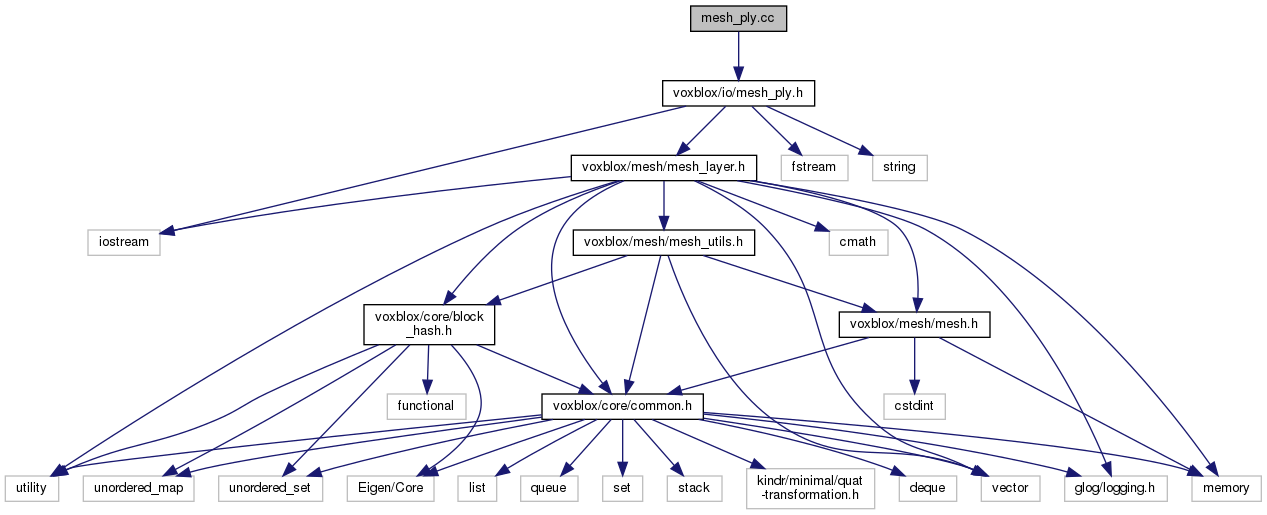 mesh_ply.cc
voxblox/io/mesh_ply.h
voxblox/mesh/mesh_layer.h
fstream
string
iostream
voxblox/mesh/mesh_utils.h
cmath
voxblox/core/block
_hash.h
voxblox/mesh/mesh.h
functional
voxblox/core/common.h
cstdint
utility
unordered_map
unordered_set
Eigen/Core
list
queue
set
stack
kindr/minimal/quat
-transformation.h
deque
vector
glog/logging.h
memory